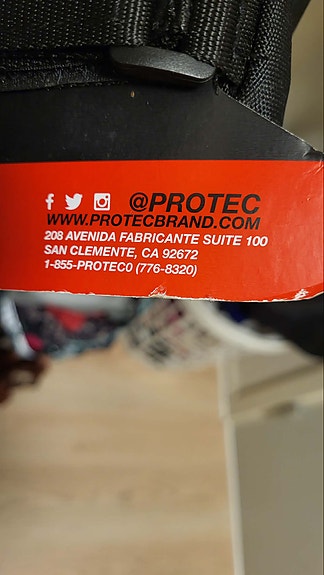 @PROTEC
WWW.PROTECBRAND.COM
208 AVENIDA FABRICANTE SUITE 100
SAN CLEMENTE, CA 92672
1-855-PROTEC0 (776-8320)